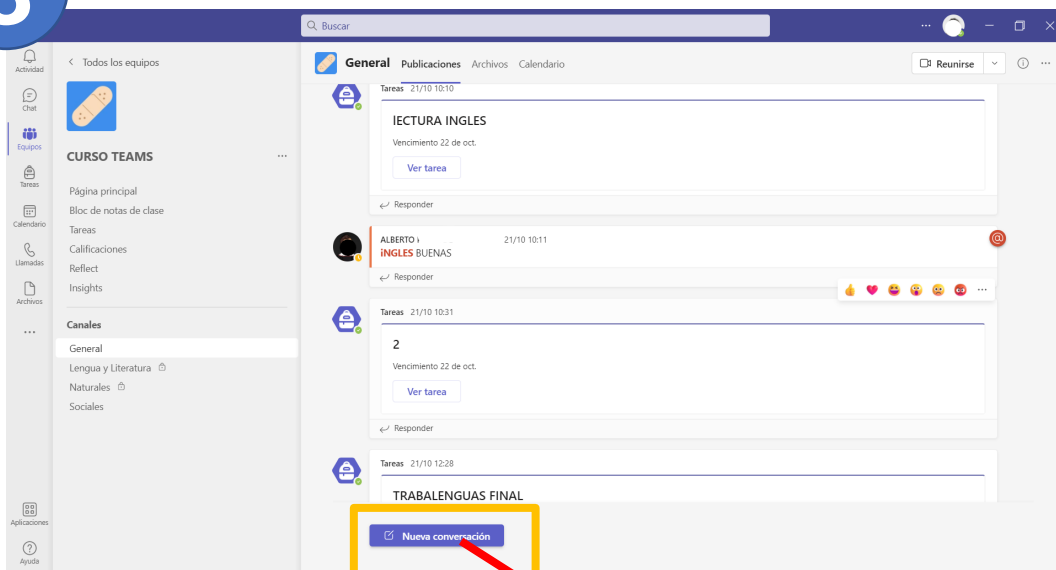 Buscar
Actividad
Chat
Equipos
Tareas
Calendario
Llamadas
Archivos
Aplicaciones
Ayuda
Todos los equipos
CURSO TEAMS
Página principal
Bloc de notas de clase
Tareas
Calificaciones
Reflect
Insights
Canales
General
Lengua y Literatura
Naturales
Sociales
General Publicaciones Archivos Calendario
Reunirse
Tareas 21/10 10:10
lECTURA INGLES
Vencimiento 22 de oct.
Ver tarea
Responder
ALBERTO 21/10 10:11
iNGLES BUENAS
Responder
Tareas 21/10 10:31
2
Vencimiento 22 de oct.
Ver tarea
Responder
Tareas 21/10 12:28
TRABALENGUAS FINAL
Nueva conversación